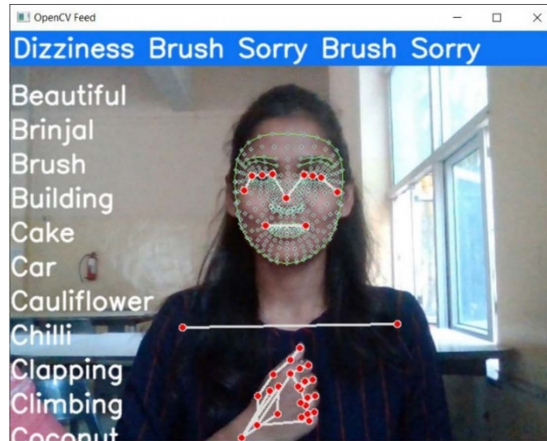 OpenCV Feed
Dizziness Brush Sorry Brush Sorry
Beautiful
Brinjal
Brush
Building
Cake
Car
Cauliflower
Chilli
Clapping
Climbing
Coconut